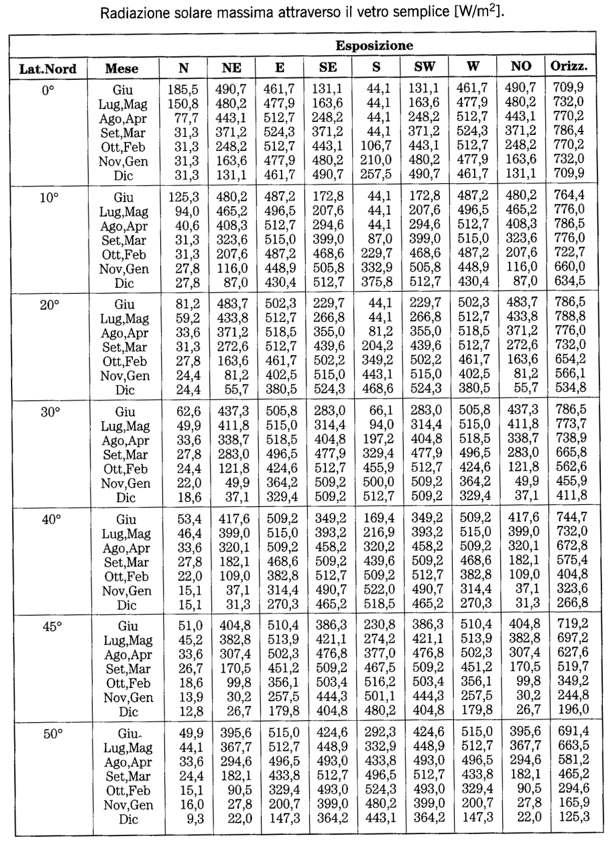 Radiazione solare massima attraverso il vetro semplice [W/m²].
Esposizione
Lat.Nord Mese N NE E SE S SW W NO Orizz.
0° Giu 185,5 490,7 461,7 131,1 44,1 131,1 461,7 490,7 709,9
Lug,Mag 150,8 480,2 477,9 163,6 44,1 163,6 477,9 480,2 732,0
Ago,Apr 77,7 443,1 512,7 248,2 44,1 248,2 512,7 443,1 770,2
Set,Mar 31,3 371,2 524,3 371,2 44,1 371,2 524,3 371,2 786,4
Ott,Feb 31,3 248,2 512,7 443,1 106,7 443,1 512,7 248,2 770,2
Nov,Gen 31,3 163,6 477,9 480,2 210,0 480,2 477,9 163,6 732,0
Dic 31,3 131,1 461,7 490,7 257,5 490,7 461,7 131,1 709,9
10° Giu 125,3 480,2 487,2 172,8 44,1 172,8 487,2 480,2 764,4
Lug,Mag 94,0 465,2 496,5 207,6 44,1 207,6 496,5 465,2 776,0
Ago,Apr 40,6 408,3 512,7 294,6 44,1 294,6 512,7 408,3 786,5
Set,Mar 31,3 323,6 515,0 399,0 87,0 399,0 515,0 323,6 776,0
Ott,Feb 31,3 207,6 487,2 468,6 229,7 468,6 487,2 207,6 722,7
Nov,Gen 27,8 116,0 448,9 505,8 332,9 505,8 448,9 116,0 660,0
Dic 27,8 87,0 430,4 512,7 375,8 512,7 430,4 87,0 634,5
20° Giu 81,2 483,7 502,3 229,7 44,1 229,7 502,3 483,7 786,5
Lug,Mag 59,2 433,8 512,7 266,8 44,1 266,8 512,7 433,8 788,8
Ago,Apr 33,6 371,2 518,5 355,0 81,2 355,0 518,5 371,2 776,0
Set,Mar 31,3 272,6 512,7 439,6 204,2 439,6 512,7 272,6 732,0
Ott,Feb 27,8 163,6 461,7 502,2 349,2 502,2 461,7 163,6 654,2
Nov,Gen 24,4 81,2 402,5 515,0 443,1 515,0 402,5 81,2 566,1
Dic 24,4 55,7 380,5 524,3 468,6 524,3 380,5 55,7 534,8
30° Giu 62,6 437,3 505,8 283,0 66,1 283,0 505,8 437,3 786,5
Lug,Mag 49,9 411,8 515,0 314,4 94,0 314,4 515,0 411,8 773,7
Ago,Apr 33,6 338,7 518,5 404,8 197,2 404,8 518,5 338,7 738,9
Set,Mar 27,8 283,0 496,5 477,9 329,4 477,9 496,5 283,0 665,8
Ott,Feb 24,4 121,8 424,6 512,7 455,9 512,7 424,6 121,8 562,6
Nov,Gen 22,0 49,9 364,2 509,2 500,0 509,2 364,2 49,9 455,9
Dic 18,6 37,1 329,4 509,2 512,7 509,2 329,4 37,1 411,8
40° Giu 53,4 417,6 509,2 349,2 169,4 349,2 509,2 417,6 744,7
Lug,Mag 46,4 399,0 515,0 393,2 216,9 393,2 515,0 399,0 732,0
Ago,Apr 33,6 320,1 509,2 458,2 320,2 458,2 509,2 320,1 672,8
Set,Mar 27,8 182,1 468,6 509,2 439,6 509,2 468,6 182,1 575,4
Ott,Feb 22,0 109,0 382,8 512,7 509,2 512,7 382,8 109,0 404,8
Nov,Gen 15,1 37,1 314,4 490,7 522,0 490,7 314,4 37,1 323,6
Dic 15,1 31,3 270,3 465,2 518,5 465,2 270,3 31,3 266,8
45° Giu 51,0 404,8 510,4 386,3 230,8 386,3 510,4 404,8 719,2
Lug,Mag 45,2 382,8 513,9 421,1 274,2 421,1 513,9 382,8 697,2
Ago,Apr 33,6 307,4 502,3 476,8 377,0 476,8 502,3 307,4 627,6
Set,Mar 26,7 170,5 451,2 509,2 467,5 509,2 451,2 170,5 519,7
Ott,Feb 18,6 99,8 356,1 503,4 516,2 503,4 356,1 99,8 349,2
Nov,Gen 13,9 30,2 257,5 444,3 501,1 444,3 257,5 30,2 244,8
Dic 12,8 26,7 179,8 404,8 480,2 404,8 179,8 26,7 196,0
50° Giu. 49,9 395,6 515,0 424,6 292,3 424,6 515,0 395,6 691,4
Lug,Mag 44,1 367,7 512,7 448,9 332,9 448,9 512,7 367,7 663,5
Ago,Apr 33,6 294,6 496,5 493,0 433,8 493,0 496,5 294,6 581,2
Set,Mar 24,4 182,1 433,8 512,7 496,5 512,7 433,8 182,1 465,2
Ott,Feb 15,1 90,5 329,4 493,0 524,3 493,0 329,4 90,5 294,6
Nov,Gen 16,0 27,8 200,7 399,0 480,2 399,0 200,7 27,8 165,9
Dic 9,3 22,0 147,3 364,2 443,1 364,2 147,3 22,0 125,3